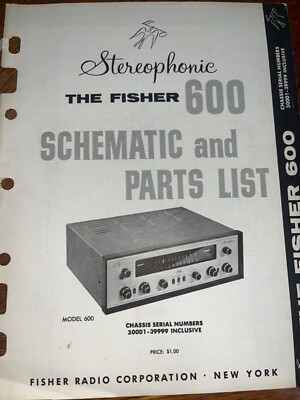 Stereophonic
THE FISHER 600
SCHEMATIC and
PARTS LIST
MODEL 600
CHASSIS SERIAL NUMBERS
30001-39999 INCLUSIVE
PRICE: $1.00
FISHER RADIO CORPORATION · NEW YORK
CHASSIS SERIAL NUMBERS
30001-39999 INCLUSIVE
THE FISHER 600